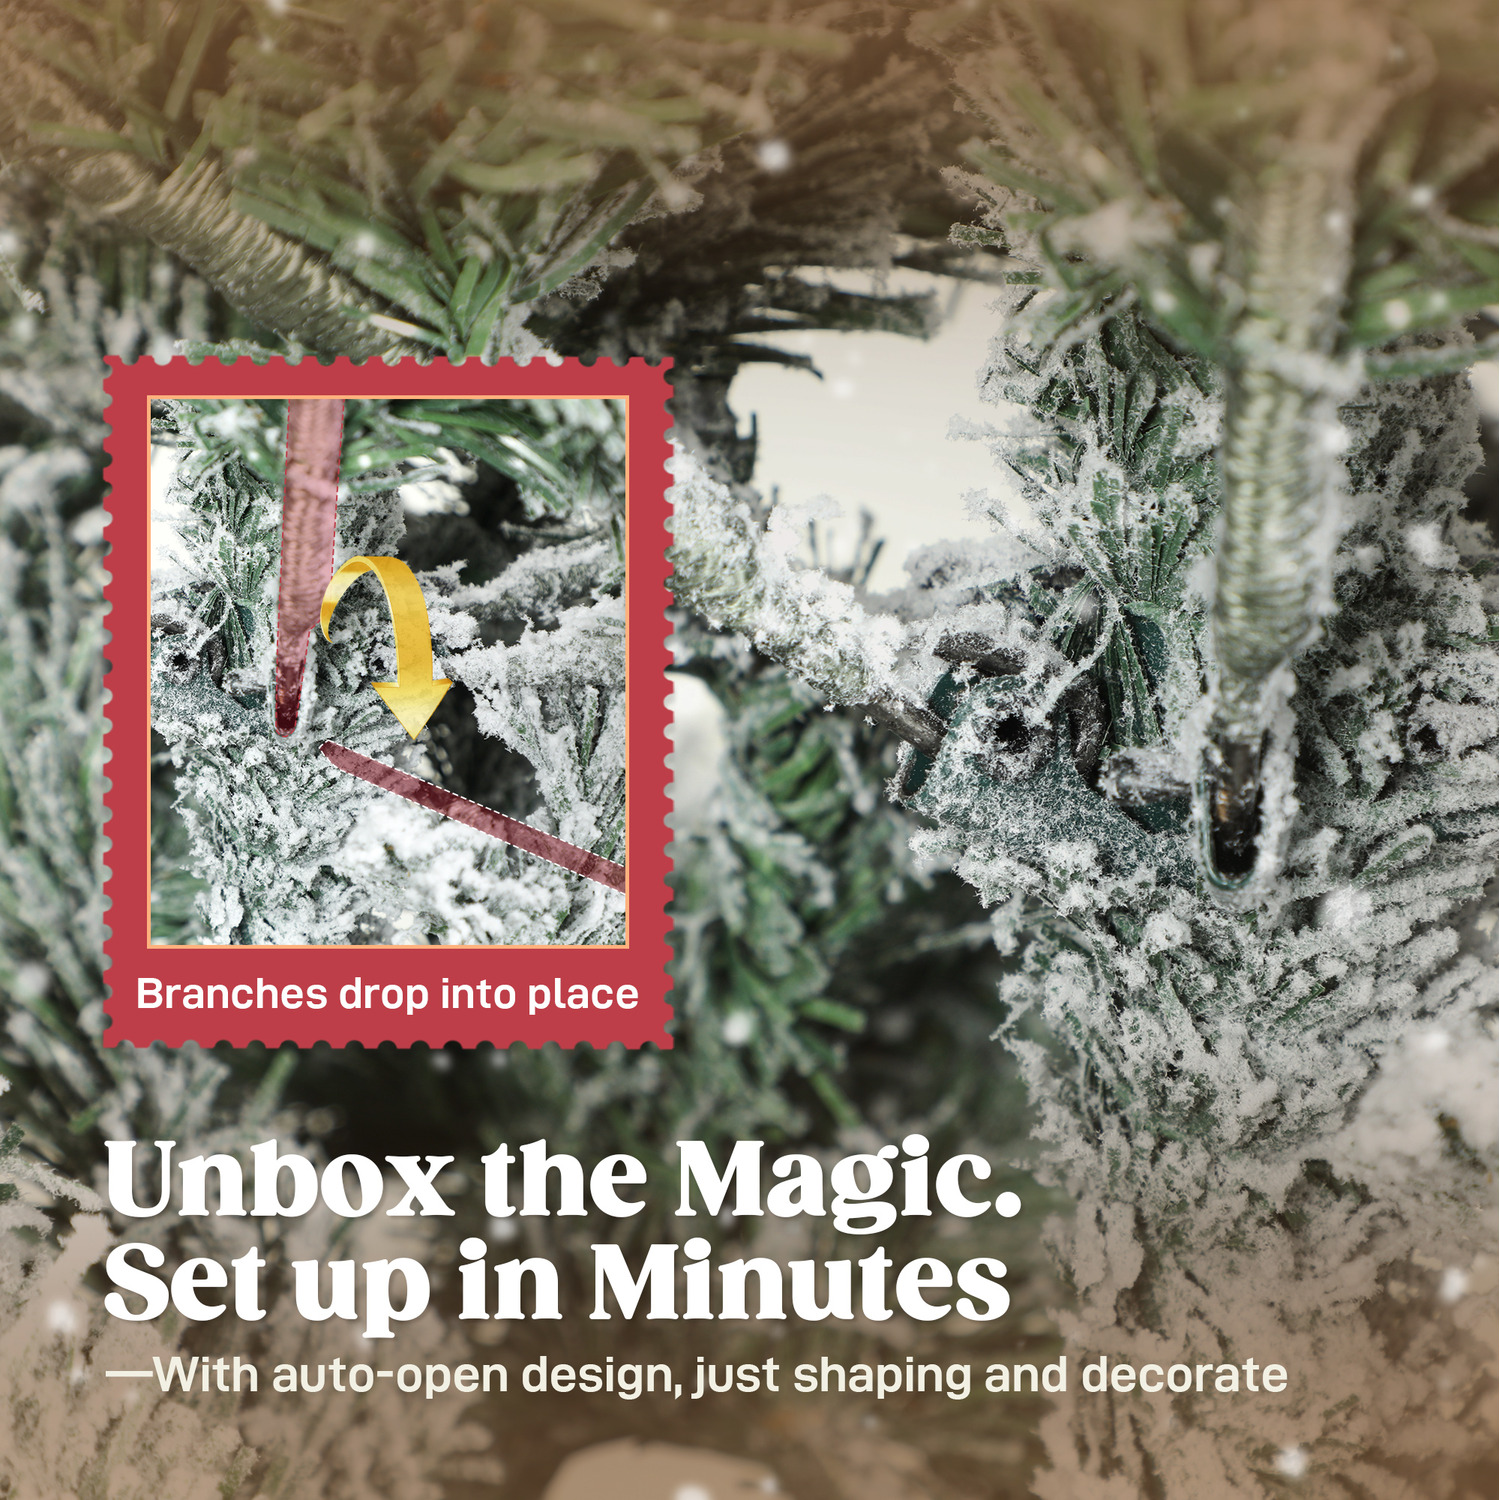 Branches drop into place
Unbox the Magic.
Set up in Minutes
—With auto-open design, just shaping and decorate